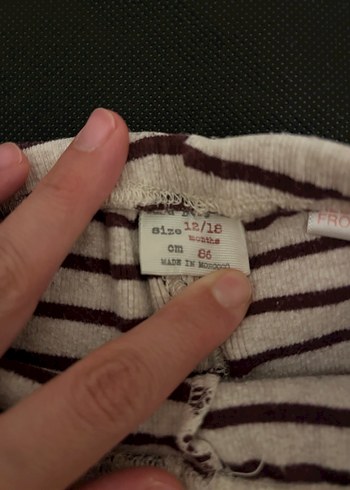 size 12/18
months
cm 86
MADE IN MOROCCO
FRO